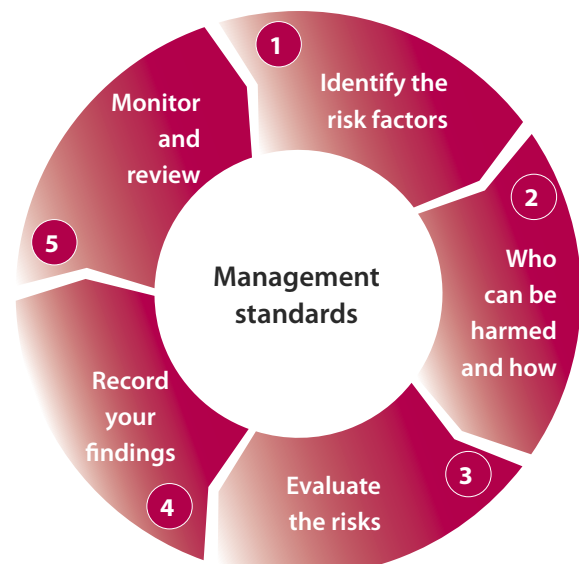 1
Identify the
risk factors
2
Who
can be
harmed
and how
3
Evaluate
the risks
4
Record
your
findings
5
Monitor
and
review
Management
standards